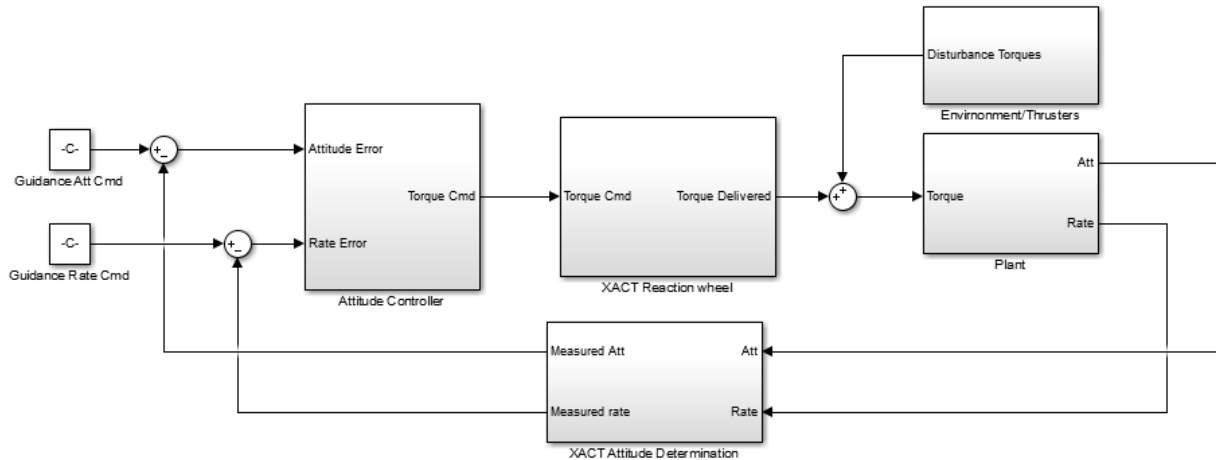 Disturbance Torques
Envirnonment/Thrusters
-C-
Guidance Att Cmd
-C-
Guidance Rate Cmd
Attitude Error
Rate Error
Torque Cmd
Attitude Controller
Torque Cmd
Torque Delivered
XACT Reaction wheel
Torque
Att
Rate
Plant
Measured Att
Att
Measured rate
Rate
XACT Attitude Determination